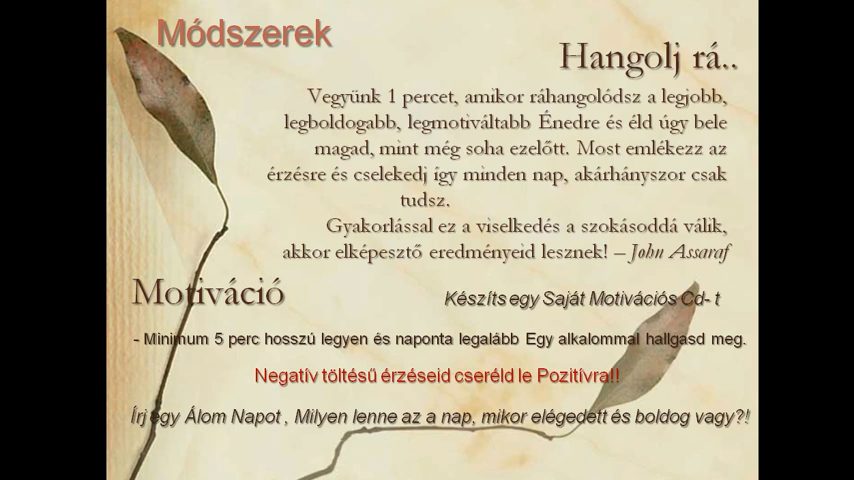 Módszerek
Hangolj rá..
Vegyünk 1 percet, amikor ráhangolódsz a legjobb,
legboldogabb, legmotiváltabb Énedre és éld úgy bele
magad, mint még soha ezelőtt. Most emlékezz az
érzésre és cselekedj így minden nap, akárhányszor csak
tudsz.
Gyakorlással ez a viselkedés a szokásoddá válik,
akkor elképesztő eredményeid lesznek! – John Assaraf
Motiváció
Készíts egy Saját Motivációs Cd- t
- Minimum 5 perc hosszú legyen és naponta legalább Egy alkalommal hallgasd meg.
Negatív töltésű érzéseid cseréld le Pozitívra!!
Írj egy Álom Napot , Milyen lenne az a nap, mikor elégedett és boldog vagy?!